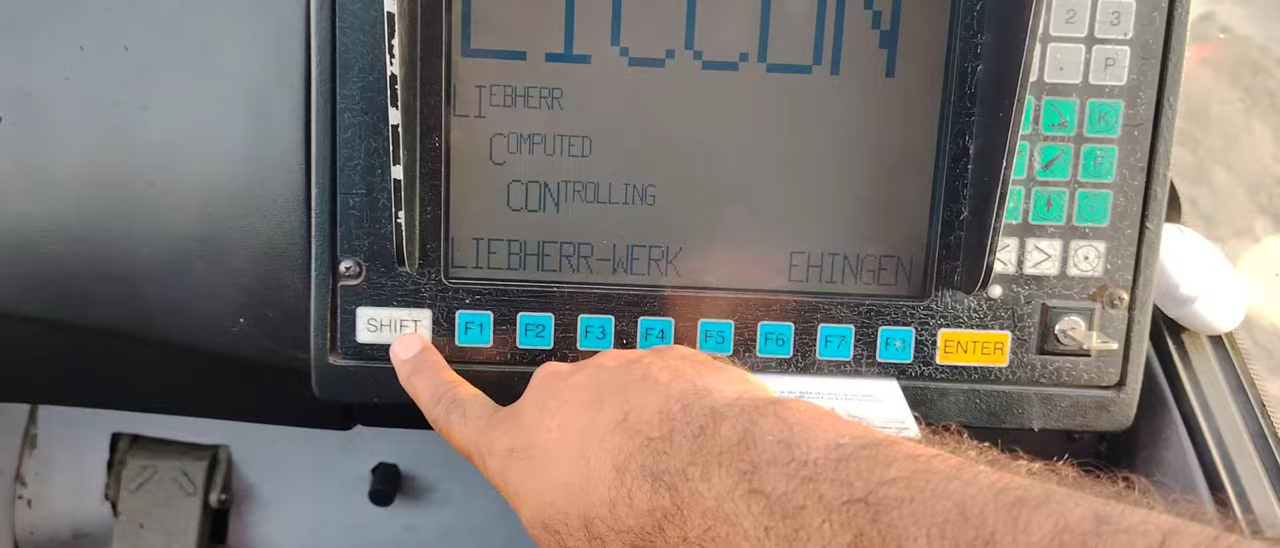 LICCON
2 3
. P
LIEBHERR
K
COMPUTED
F
CONTROLLING
LIEBHERR-WERK EHINGEN
< >
SHIFT F1 F2 F3 F4 F5 F6 F7 F8 ENTER